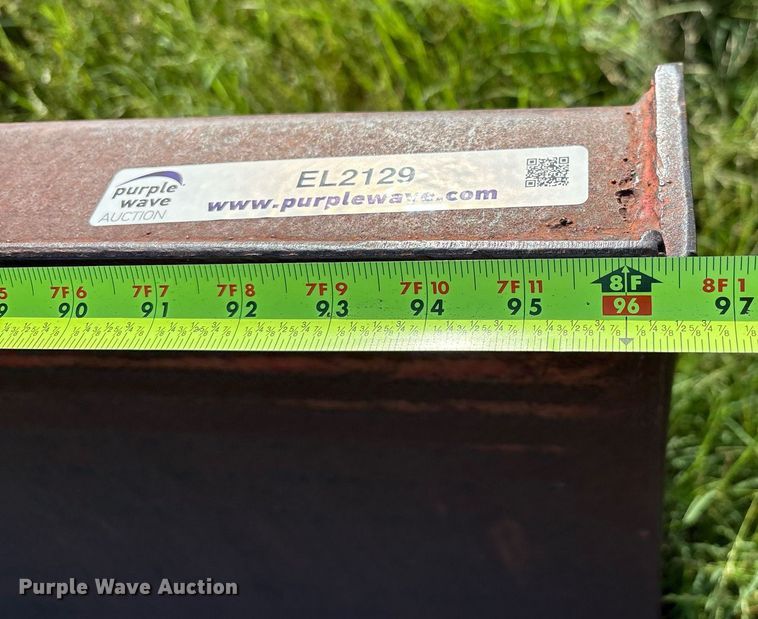 purple
wave
AUCTION
EL2129
www.purplewave.com
5 7F 6 7F 7 7F 8 7F 9 7F 10 7F 11 8F 8F 1
9 90 91 92 93 94 95 96 97
Purple Wave Auction